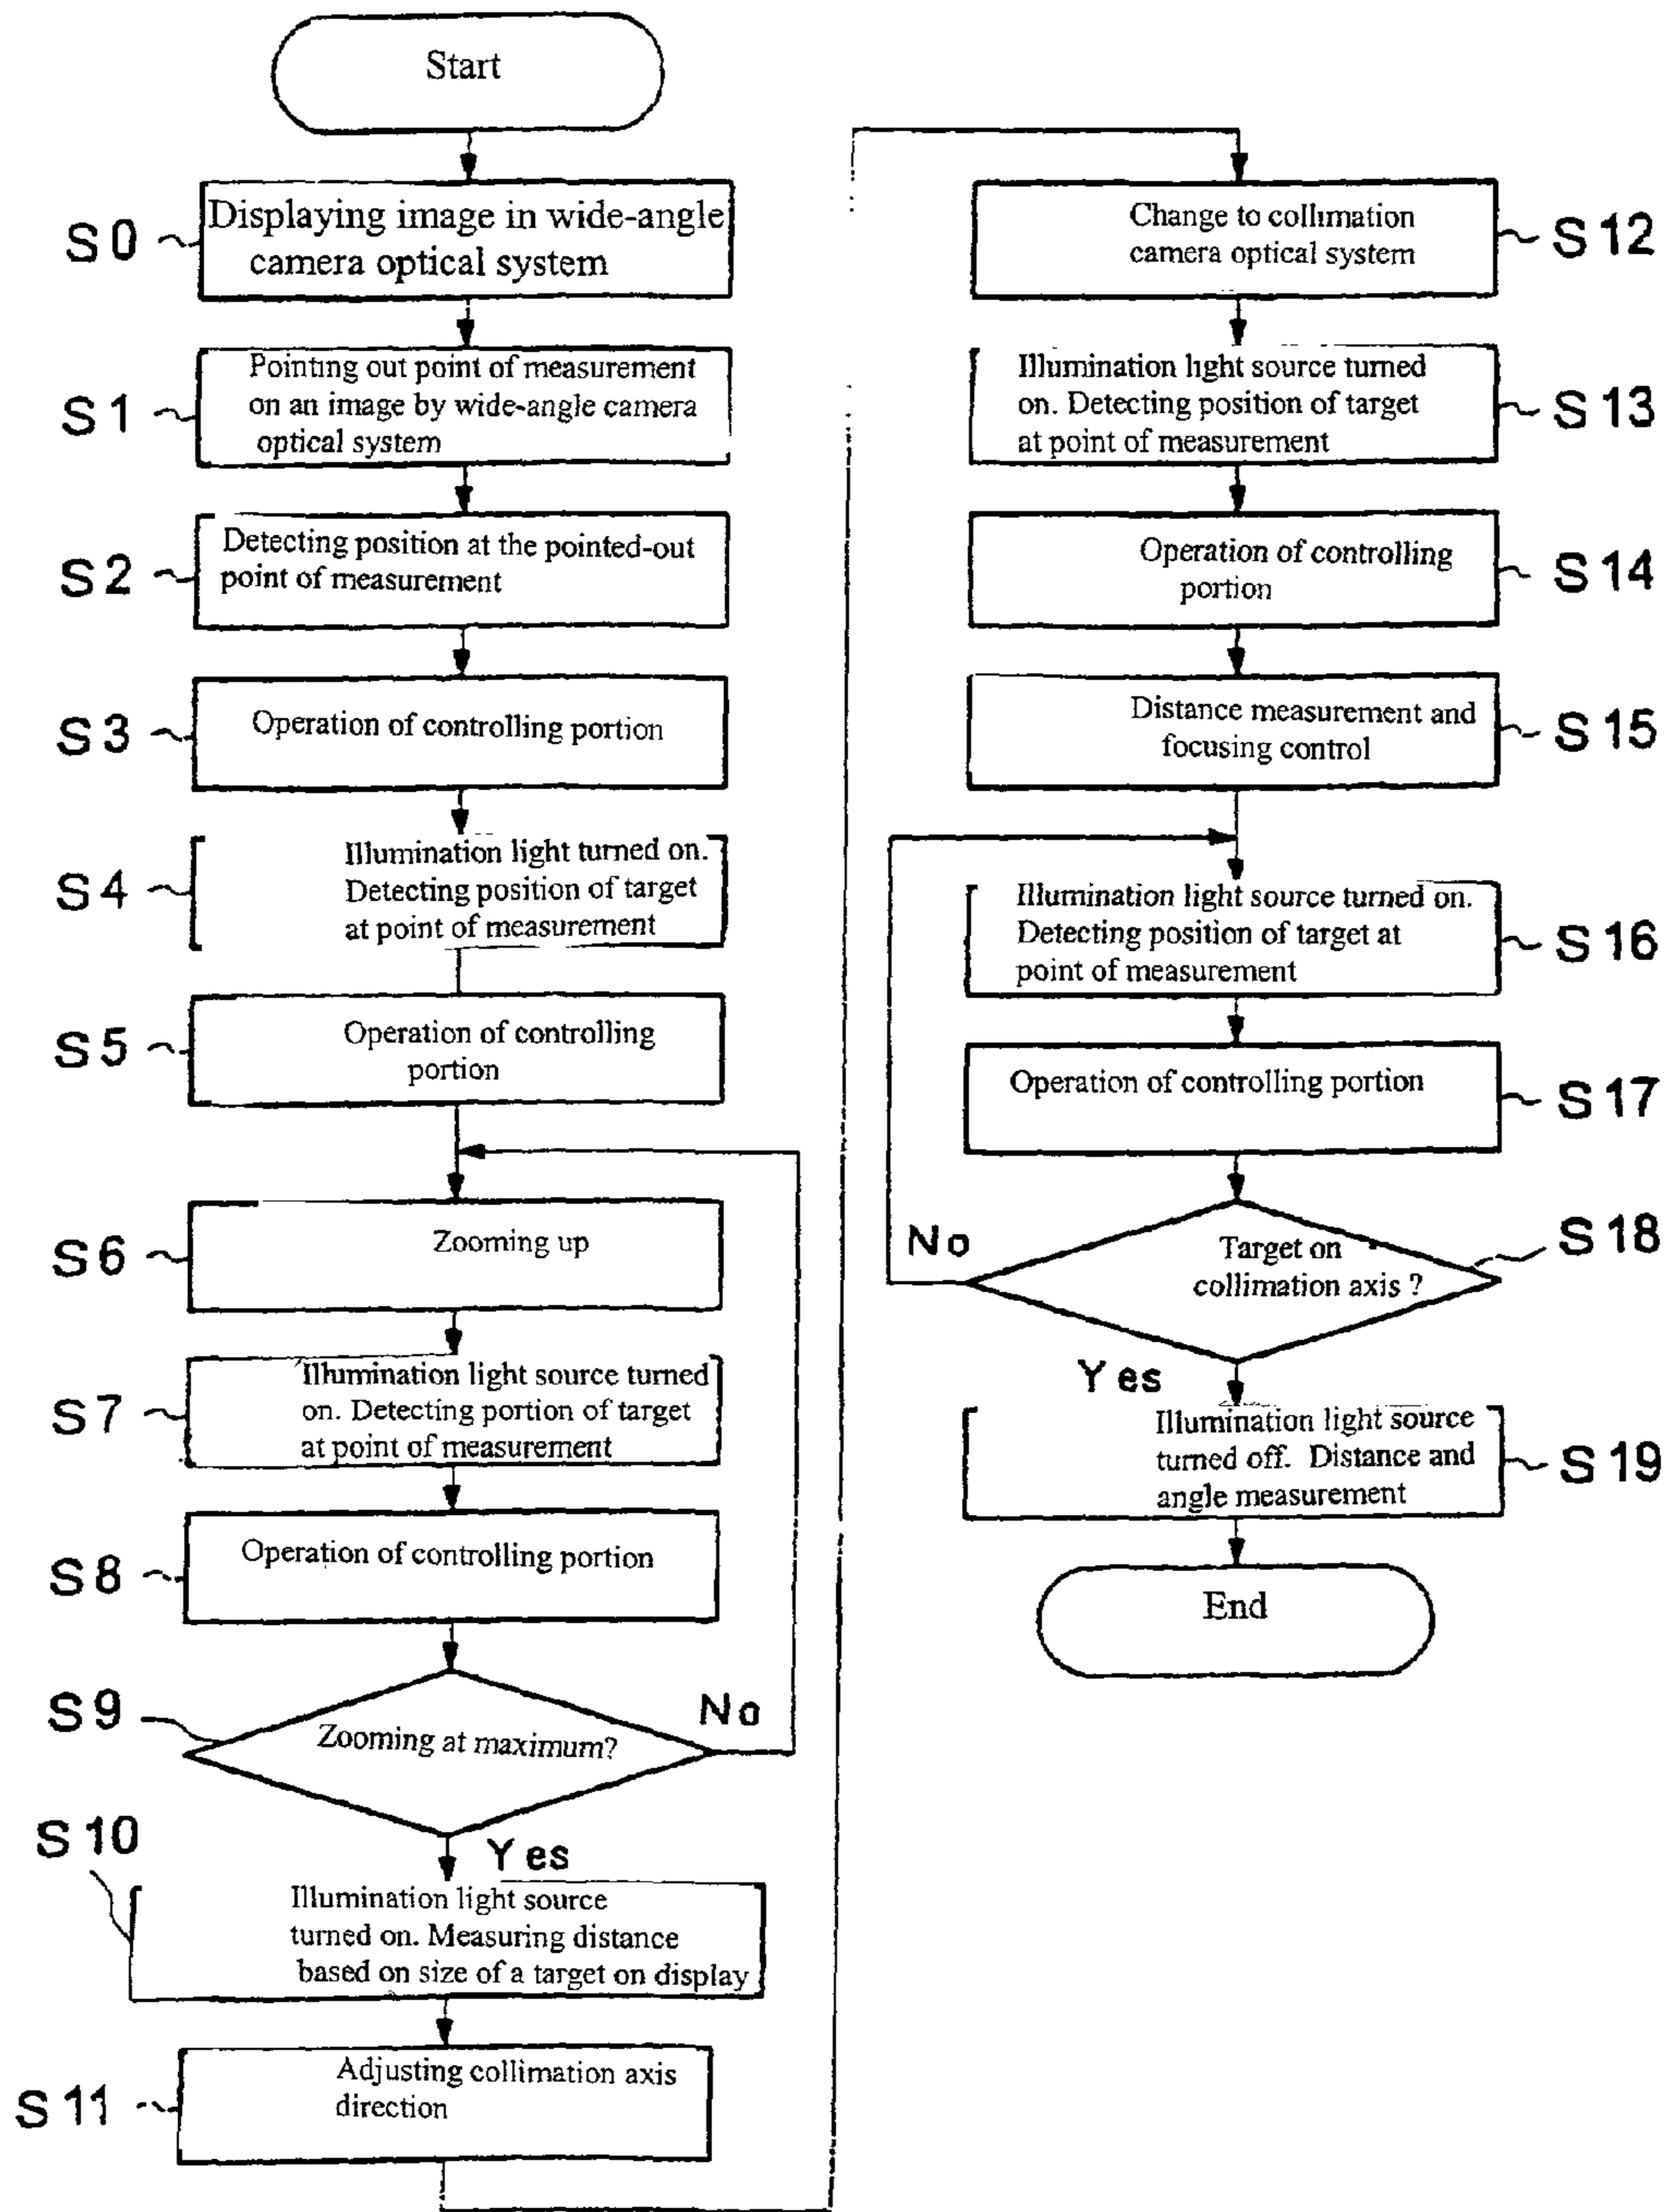 Start
S0
Displaying image in wide-angle
camera optical system
S1
Pointing out point of measurement
on an image by wide-angle camera
optical system
S2
Detecting position at the pointed-out
point of measurement
S3
Operation of controlling portion
S4
Illumination light turned on.
Detecting position of target
at point of measurement
S5
Operation of controlling
portion
S6
Zooming up
S7
Illumination light source turned
on. Detecting portion of target
at point of measurement
S8
Operation of controlling portion
S9
Zooming at maximum?
No
Yes
S10
Illumination light source
turned on. Measuring distance
based on size of a target on display
S11
Adjusting collimation axis
direction
Change to collimation
camera optical system
S12
Illumination light source turned
on. Detecting position of target
at point of measurement
S13
Operation of controlling
portion
S14
Distance measurement and
focusing control
S15
Illumination light source turned on.
Detecting position of target at
point of measurement
S16
Operation of controlling portion
S17
No
Target on
collimation axis ?
S18
Yes
Illumination light source
turned off. Distance and
angle measurement
S19
End